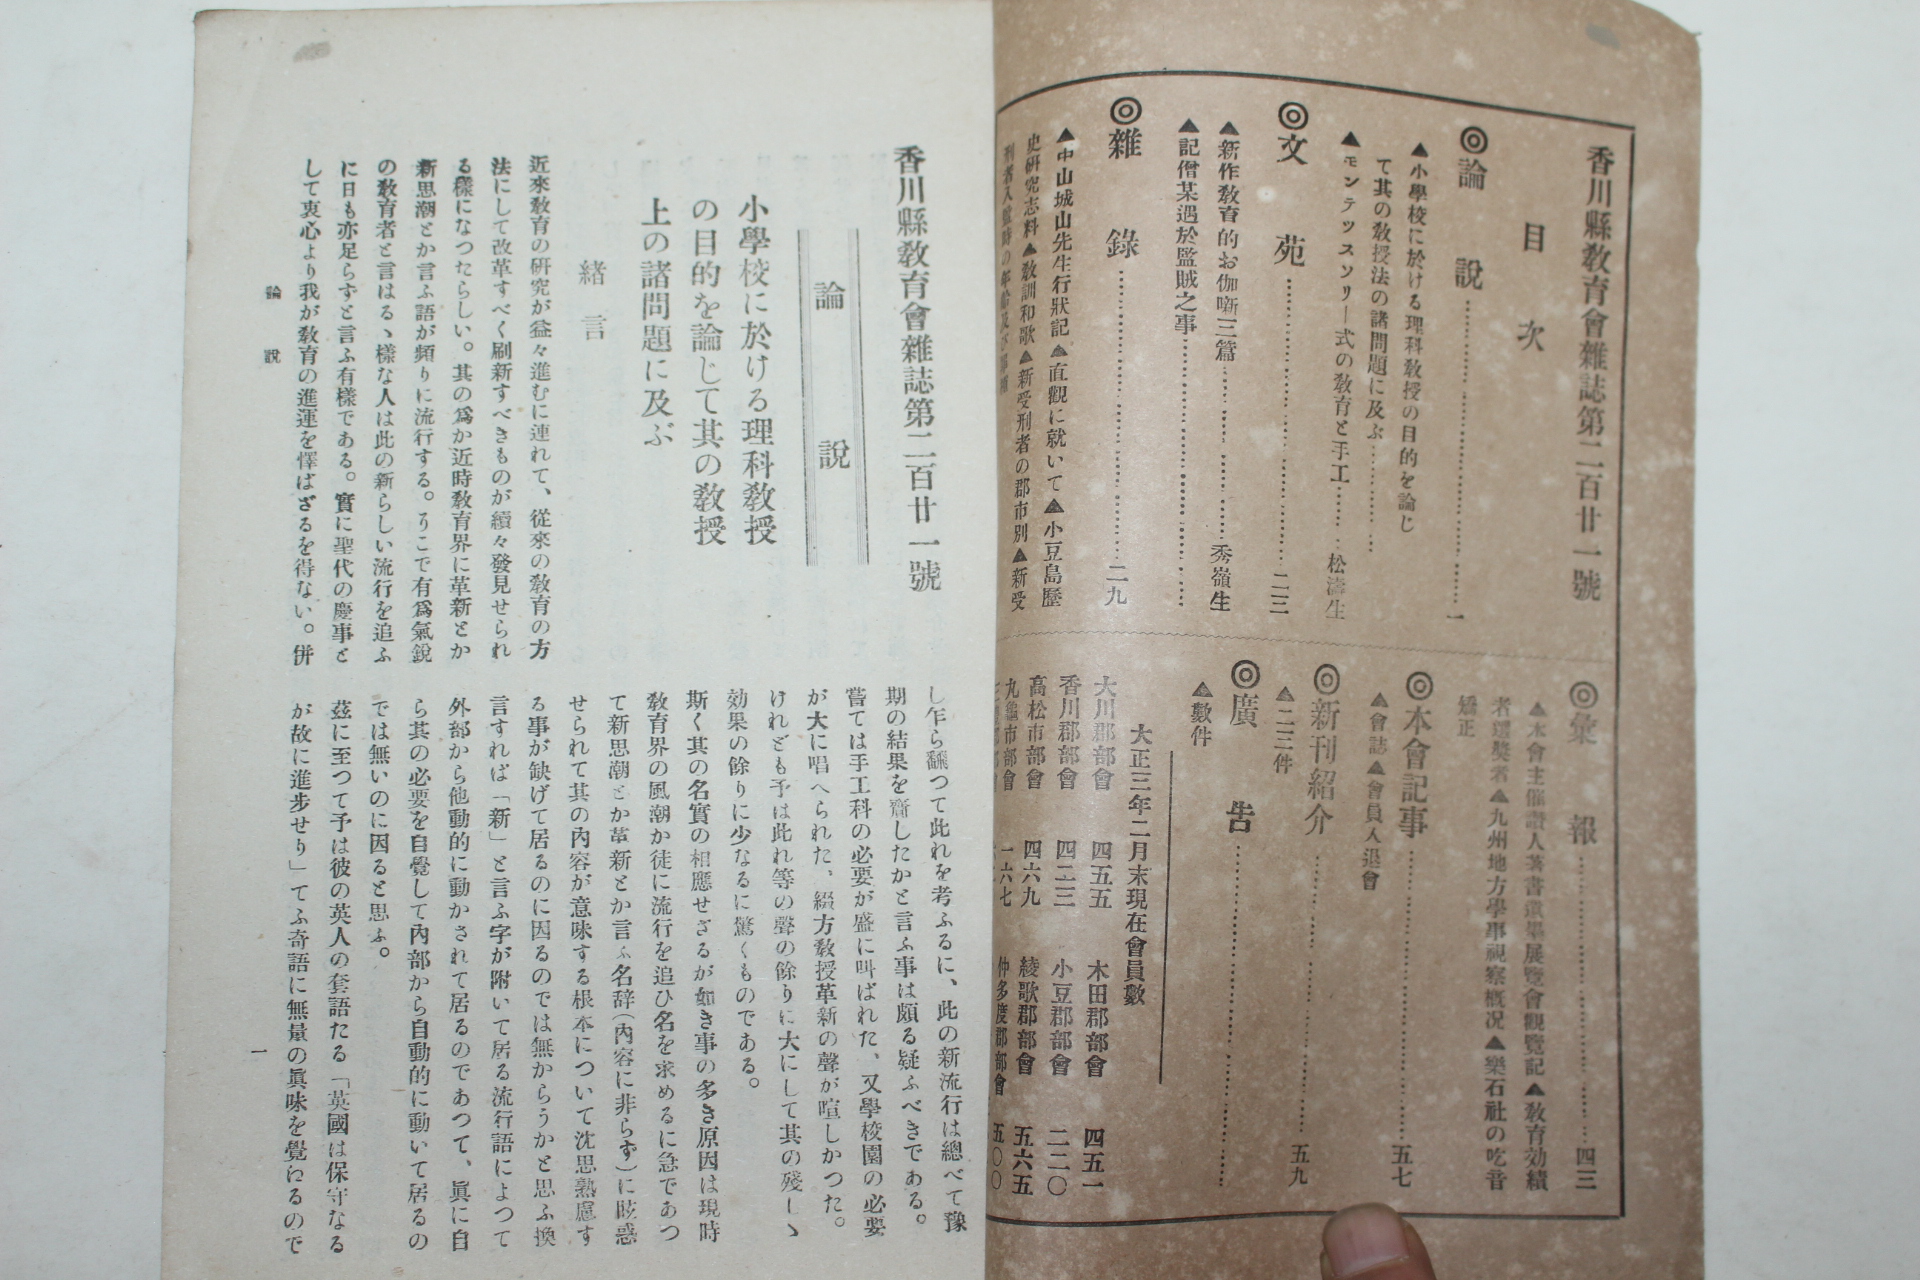 香川縣敎育會雜誌第二百廿一號
目次
◎論說……一
▲小學校に於ける理科敎授の目的を論じ
て其の敎授法の諸問題に及ぶ……
▲モンテッスソリー式の敎育と手工……松濤生
◎文苑……二三
▲新作敎育的お伽噺三篇……秀嶺生
▲記僧某遇於監賊之事……
◎雜錄……二九
▲中山城山先生行狀記▲直觀に就いて▲小豆島歷
史硏究志料▲敎訓和歌▲新受刑者の郡市別▲新受
◎彙報……四三
▲本會主催讃人著書遺墨展覽會觀覽記▲敎育効績
者選奬者▲九州地方學事視察槪况▲樂石社の吃音
矯正
◎本會記事……五七
▲會誌▲會員入退會
◎新刊紹介……五九
▲二三件
◎廣告……
▲數件
大正三年二月末現在會員數
大川郡部會 四五五 木田郡部會 四五一
香川郡部會 四二三 小豆郡部會 二二〇
高松市部會 四六九 綾歌郡部會 五六五
丸龜市部會 一六七 仲多度郡部會 五〇〇
香川縣敎育會雜誌第二百廿一號
論說
小學校に於ける理科敎授
の目的を論じて其の敎授
上の諸問題に及ぶ
緖言
近來敎育の硏究が益々進むに連れて、從來の敎育の方
法にして改革すべく刷新すべきものが續々發見せられ
る樣になつたらしい。其の爲か近時敎育界に革新とか
新思潮とか言ふ語が頻りに流行する。そこで有爲氣銳
の敎育者と言はるゝ樣な人は此の新らしい流行を追ふ
に日も亦足らずと言ふ有樣である。實に聖代の慶事と
して衷心より我が敎育の進運を懌ばざるを得ない。併
し乍ら飜つて此れを考ふるに、此の新流行は總べて豫
期の結果を齎したかと言ふ事は頗る疑ふべきである。
嘗ては手工科の必要が盛に叫ばれた、又學校園の必要
が大に唱へられた、綴方敎授革新の聲が喧しかつた。
けれども予は此れ等の聲の餘りに大にして其の殘しゝ
効果の餘りに少なるに驚くものである。
斯く其の名實の相應せざるが如き事の多き原因は現時
敎育界の風潮か徒に流行を追ひ名を求めるに急であつ
て新思潮とか革新とか言ふ名辞(內容に非らず)に眩惑
せられて其の內容が意味する根本について沈思熟慮す
る事が缺げて居るのに因るのでは無からうかと思ふ換
言すれば「新」と言ふ字が附いて居る流行語によつて
外部から他動的に動かされて居るのであつて、眞に自
ら其の必要を自覺して內部から自動的に動いて居るの
では無いのに因ると思ふ。
玆に至つて予は彼の英人の套語たる「英國は保守なる
が故に進步せり」てふ奇語に無量の眞味を覺ゆるので
論說
一